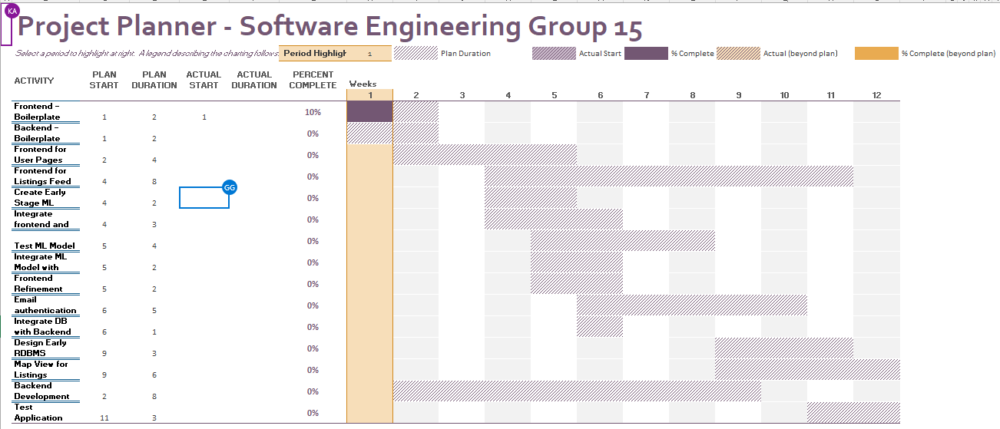 KA
Project Planner - Software Engineering Group 15
Select a period to highlight at right. A legend describing the charting follows. Period Highligh 1 Plan Duration Actual Start % Complete Actual (beyond plan) % Complete (beyond plan)
ACTIVITY PLAN START PLAN DURATION ACTUAL START ACTUAL DURATION PERCENT COMPLETE Weeks
1 2 3 4 5 6 7 8 9 10 11 12
Frontend -
Boilerplate 1 2 1 10%
Backend -
Boilerplate 1 2 0%
Frontend for
User Pages 2 4 0%
Frontend for
Listings Feed 4 8 0%
GG
Create Early
Stage ML 4 2 0%
Integrate
frontend and 4 3 0%
Test ML Model 5 4 0%
Integrate ML
Model with 5 2 0%
Frontend
Refinement 5 2 0%
Email
authentication 6 5 0%
Integrate DB
with Backend 6 1 0%
Design Early
RDBMS 9 3 0%
Map View for
Listings 9 6 0%
Backend
Development 2 8 0%
Test
Application 11 3 0%